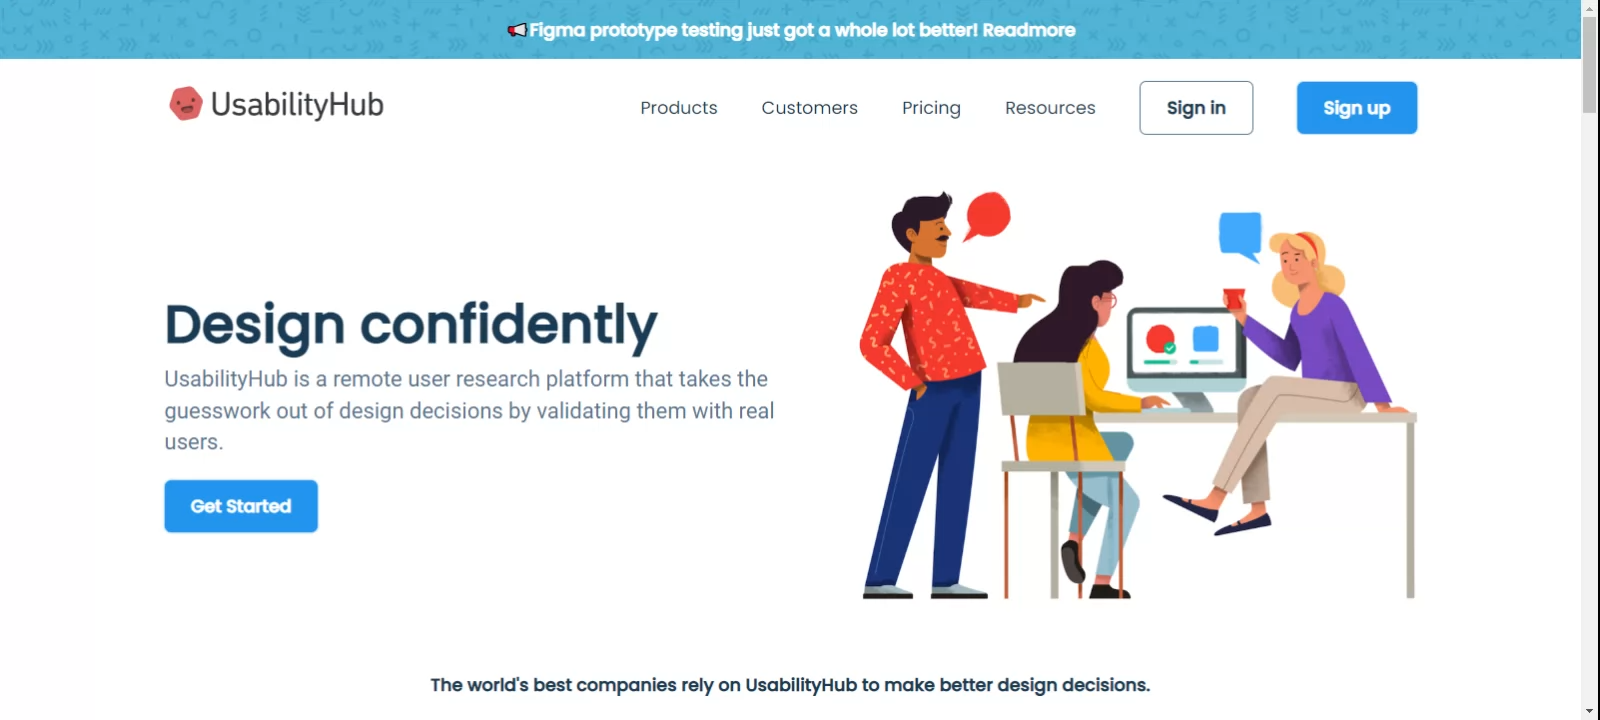 Figma prototype testing just got a whole lot better! Readmore
UsabilityHub
Products
Customers
Pricing
Resources
Sign in
Sign up
Design confidently
UsabilityHub is a remote user research platform that takes the
guesswork out of design decisions by validating them with real
users.
Get Started
The world's best companies rely on UsabilityHub to make better design decisions.